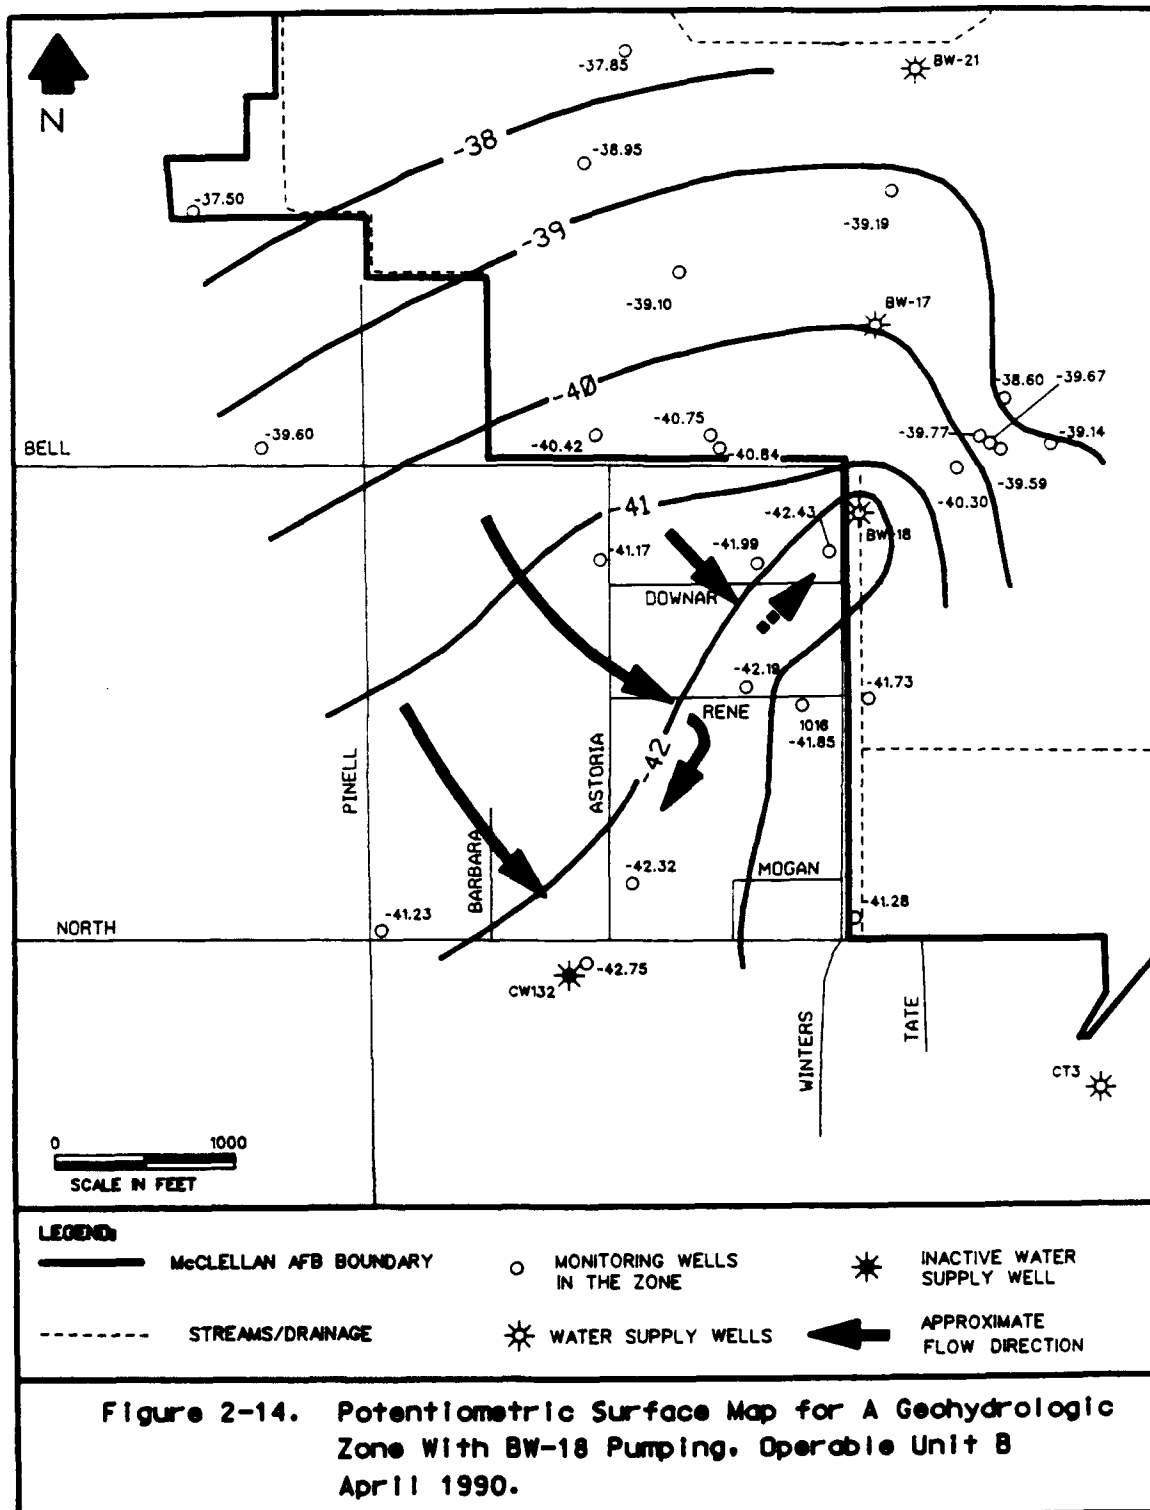 -37.85
BW-21
N
-38
-38.95
-37.50
-39
-39.19
-39.10
BW-17
-40
-38.60
-39.67
-39.60
-40.75
-39.77
-39.14
BELL
-40.42
-40.84
-39.59
-40.30
-41
-42.43
BW-18
-41.17
-41.99
DOWNAR
-42.19
-41.73
RENE
1016
-41.85
-42
PINELL
ASTORIA
BARBARA
-42.32
MOGAN
-41.23
-41.28
NORTH
-42.75
CW132
WINTERS
TATE
CT3
0 1000
SCALE IN FEET
LEGEND:
McCLELLAN AFB BOUNDARY
MONITORING WELLS
IN THE ZONE
INACTIVE WATER
SUPPLY WELL
STREAMS/DRAINAGE
WATER SUPPLY WELLS
APPROXIMATE
FLOW DIRECTION
Figure 2-14. Potentiometric Surface Map for A Geohydrologic
Zone With BW-18 Pumping, Operable Unit B
April 1990.